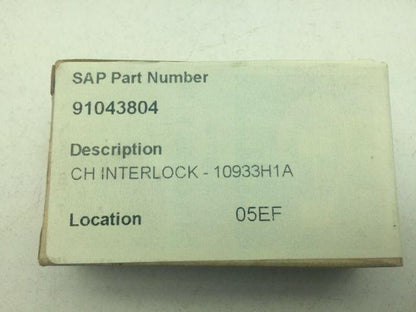 SAP Part Number
91043804
Description
CH INTERLOCK - 10933H1A
Location 05EF